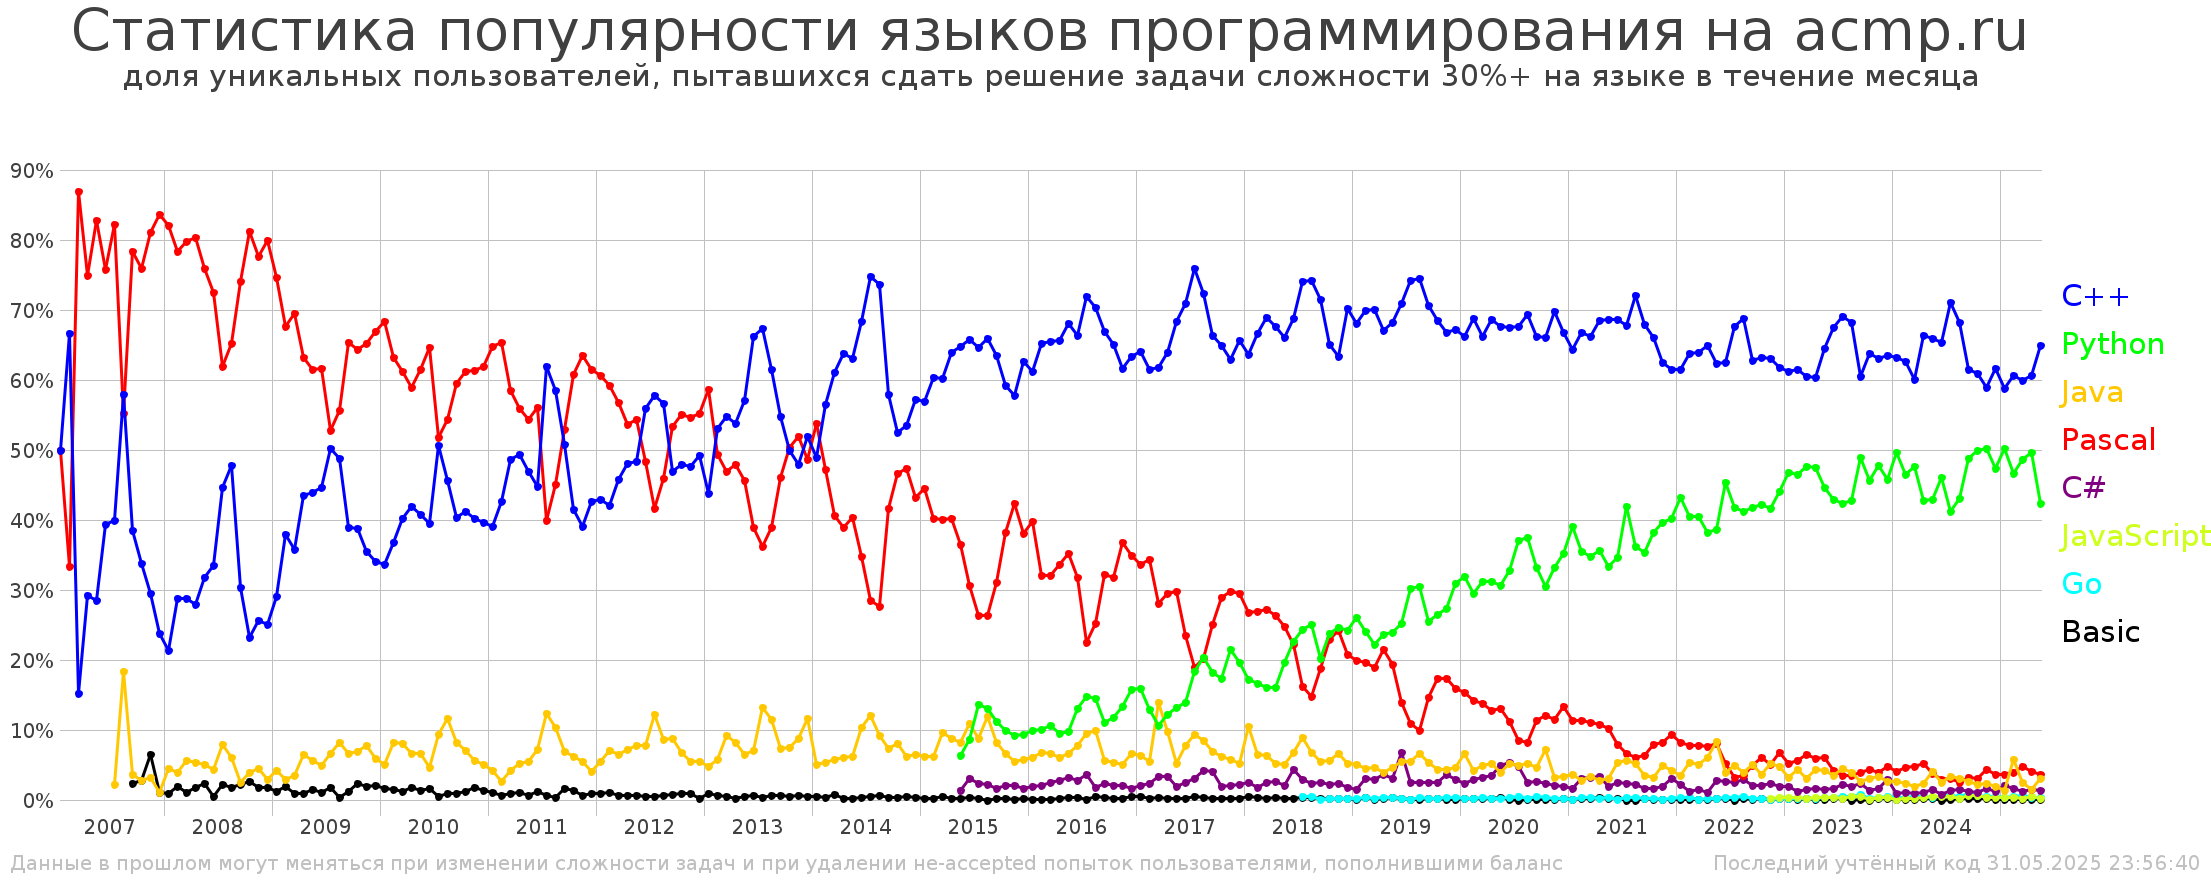 Статистика популярности языков программирования на acmp.ru
доля уникальных пользователей, пытавшихся сдать решение задачи сложности 30%+ на языке в течение месяца
90%
80%
70%
60%
50%
40%
30%
20%
10%
0%
2007 2008 2009 2010 2011 2012 2013 2014 2015 2016 2017 2018 2019 2020 2021 2022 2023 2024
C++
Python
Java
Pascal
C#
JavaScript
Go
Basic
Данные в прошлом могут меняться при изменении сложности задач и при удалении не-accepted попыток пользователями, пополнившими баланс
Последний учтённый код 31.05.2025 23:56:40